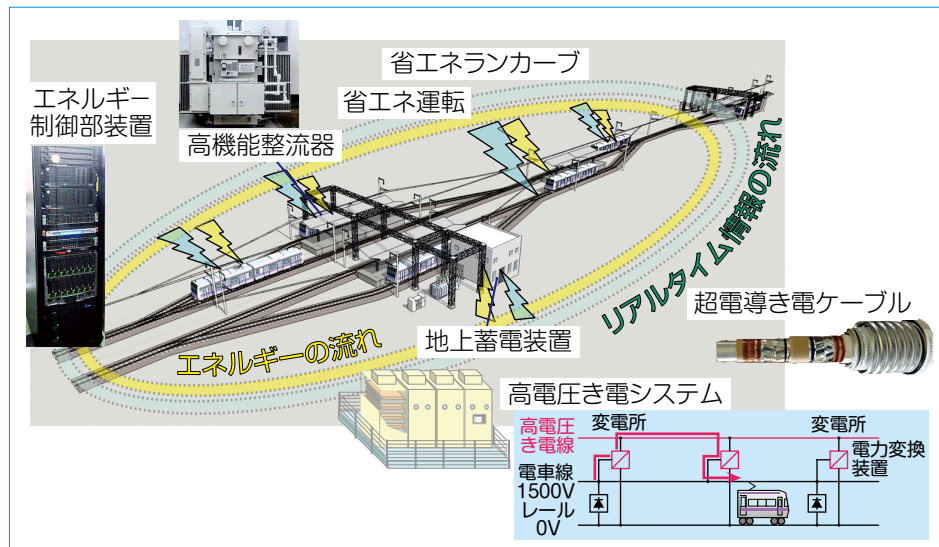 省エネランカーブ
省エネ運転
エネルギー
制御部装置
高機能整流器
リアルタイム情報の流れ
超電導き電ケーブル
エネルギーの流れ
地上蓄電装置
高電圧き電システム
高電圧
き電線
変電所
変電所
電力変換
装置
電車線
1500V
レール
0V